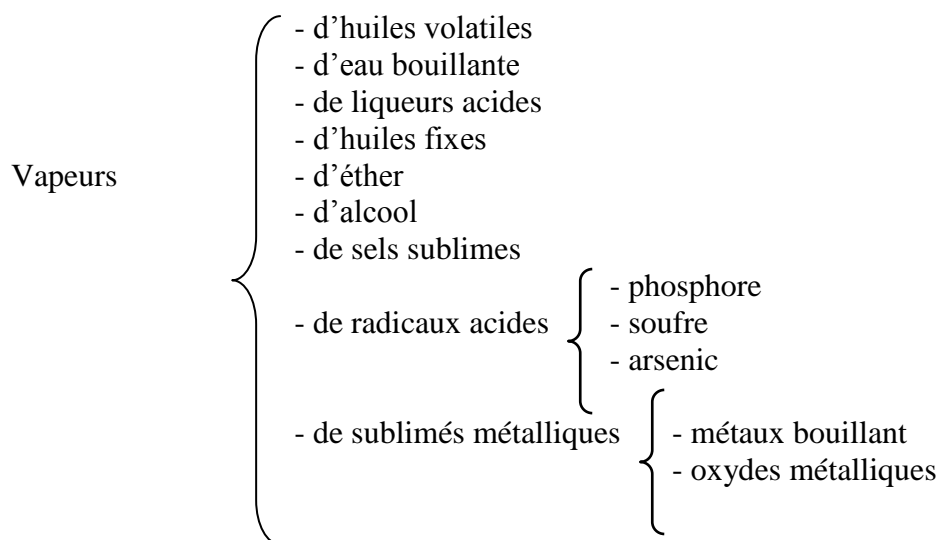 - d’huiles volatiles
- d’eau bouillante
- de liqueurs acides
- d’huiles fixes
Vapeurs - d’éther
- d’alcool
- de sels sublimes
- phosphore
- de radicaux acides - soufre
- arsenic
- de sublimés métalliques - métaux bouillant
- oxydes métalliques